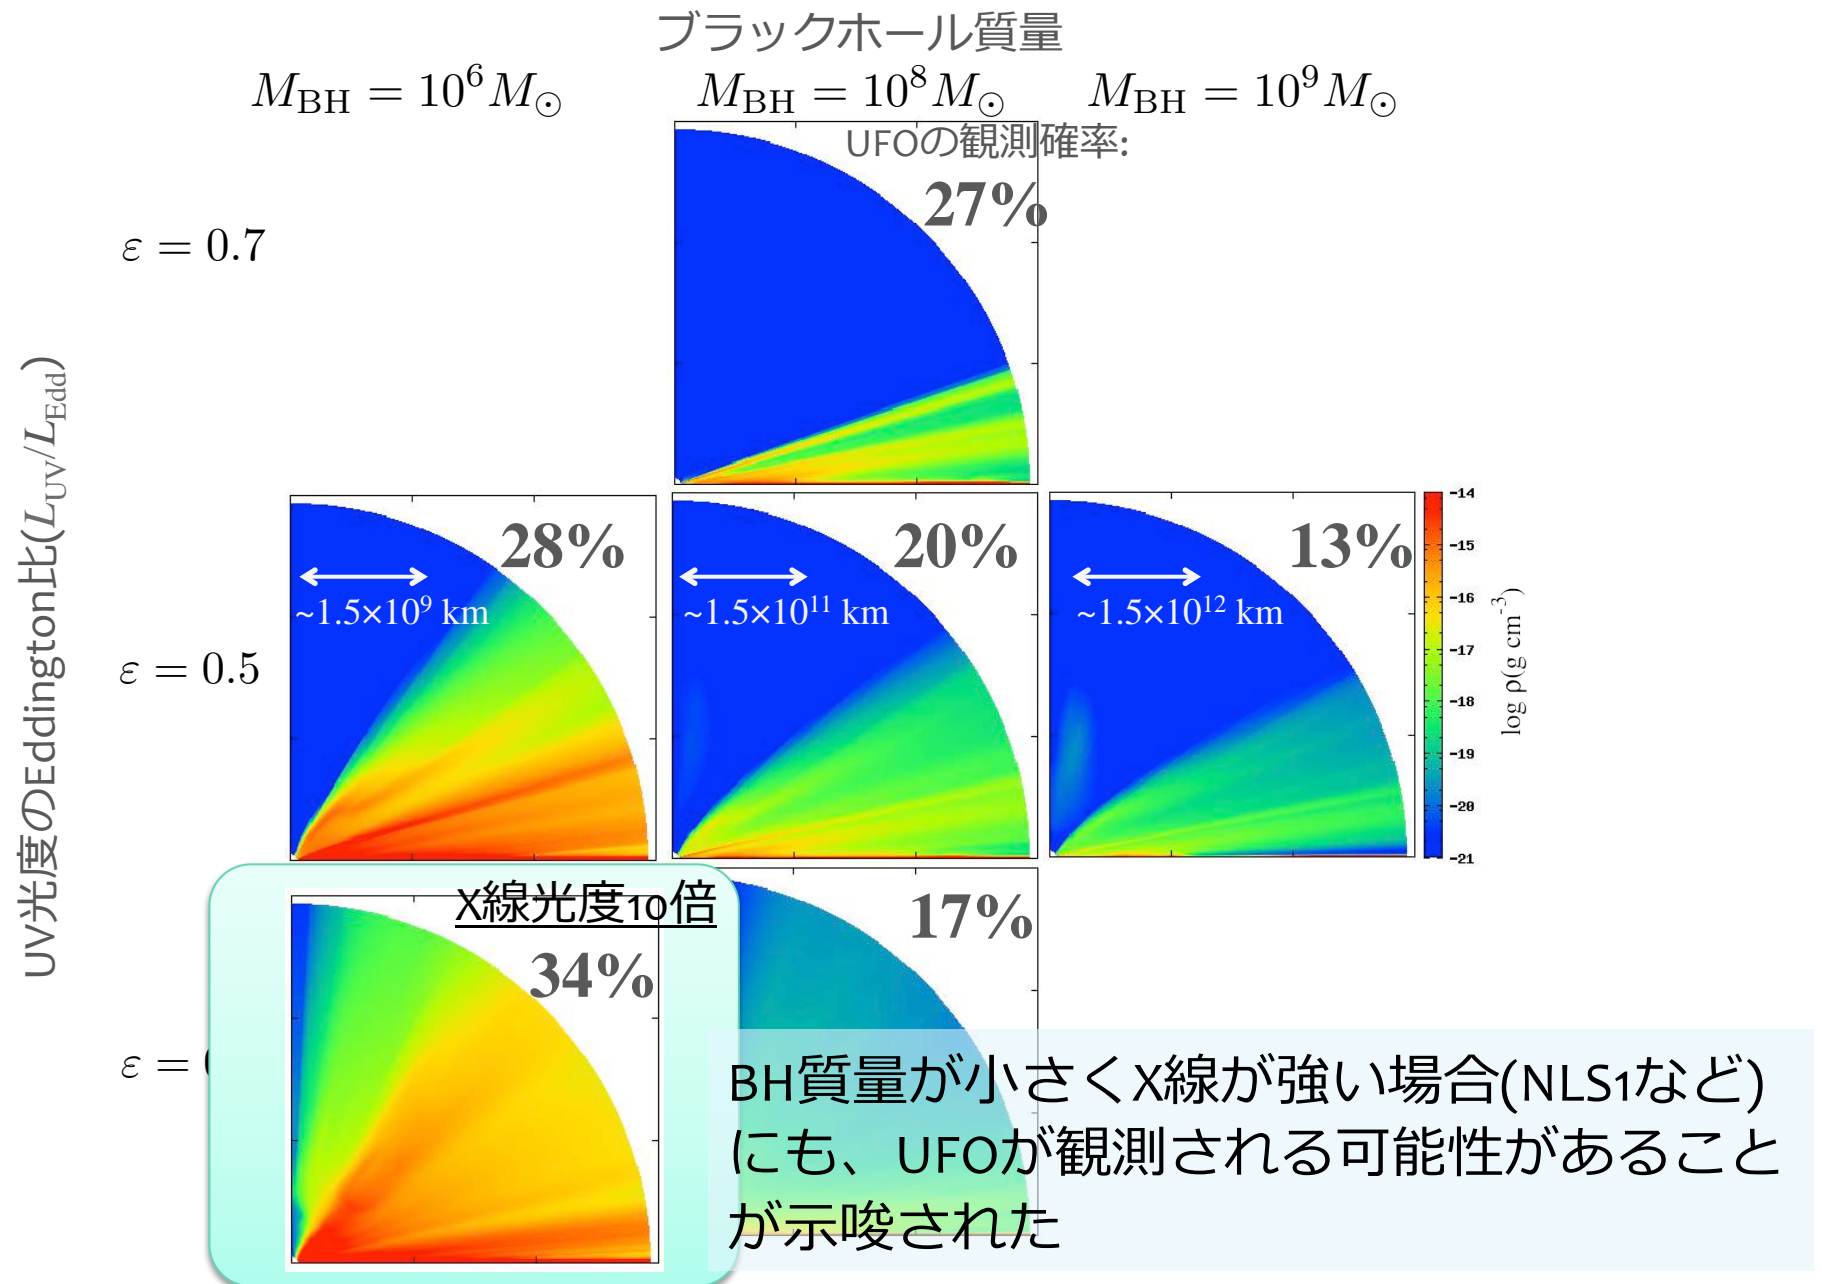 ブラックホール質量
M_BH = 10^6 M_⊙
M_BH = 10^8 M_⊙
M_BH = 10^9 M_⊙
UFOの観測確率:
27%
ε = 0.7
UV光度のEddington比(L_UV/L_Edd)
28%
20%
13%
~1.5×10^9 km
~1.5×10^11 km
~1.5×10^12 km
ε = 0.5
-14
-15
-16
-17
-18
-19
-20
-21
log ρ(g cm^-3)
X線光度10倍
34%
17%
ε =
BH質量が小さくX線が強い場合(NLS1など)
にも、UFOが観測される可能性があること
が示唆された